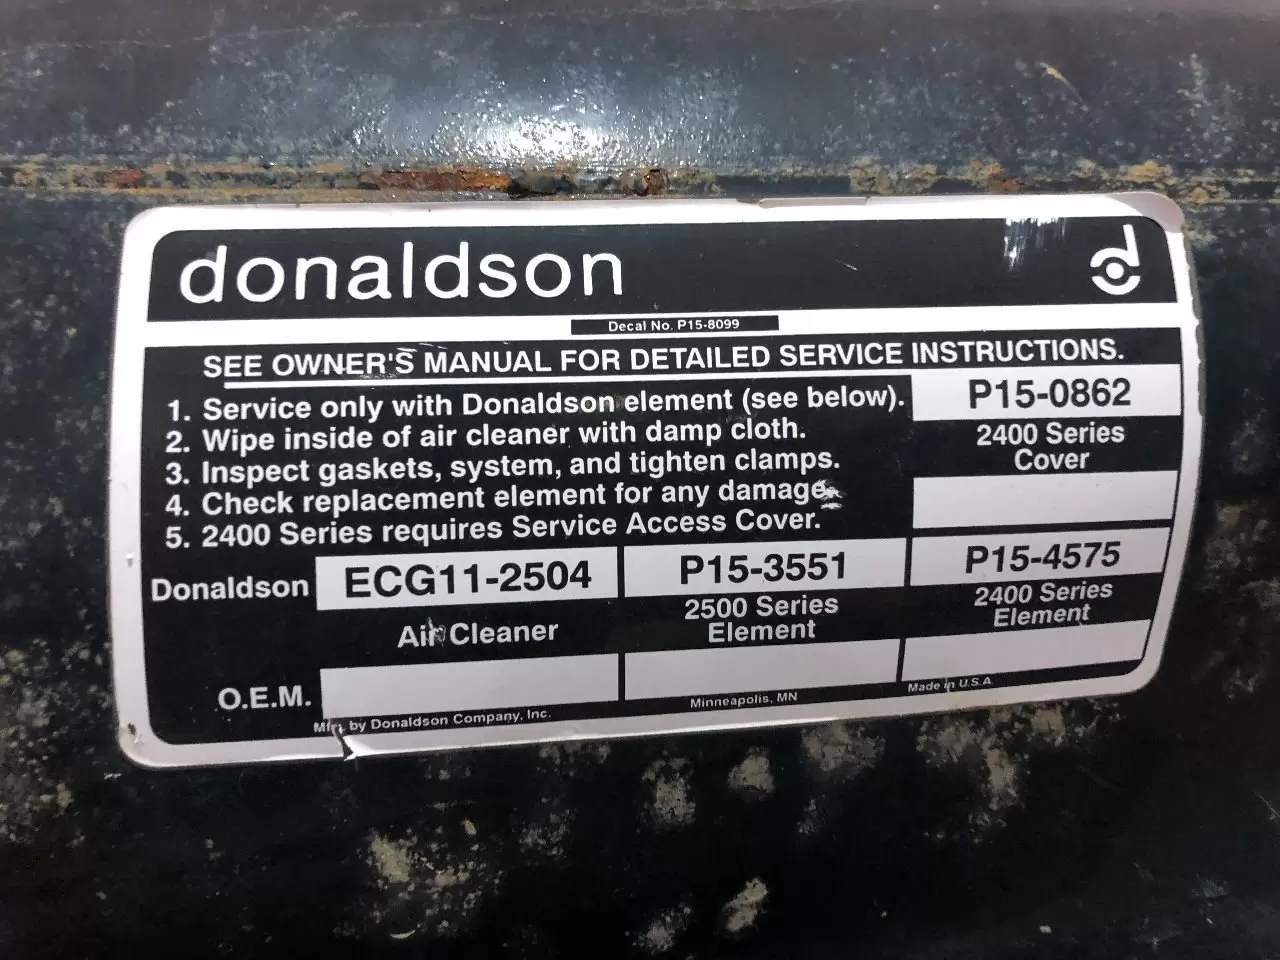 donaldson
Decal No. P15-8099
SEE OWNER'S MANUAL FOR DETAILED SERVICE INSTRUCTIONS.
1. Service only with Donaldson element (see below).
2. Wipe inside of air cleaner with damp cloth.
3. Inspect gaskets, system, and tighten clamps.
4. Check replacement element for any damage.
5. 2400 Series requires Service Access Cover.
P15-0862
2400 Series
Cover
Donaldson ECG11-2504 P15-3551 P15-4575
Air Cleaner
2500 Series
Element
2400 Series
Element
O.E.M.
Mfg. by Donaldson Company, Inc. Minneapolis, MN Made in U.S.A.